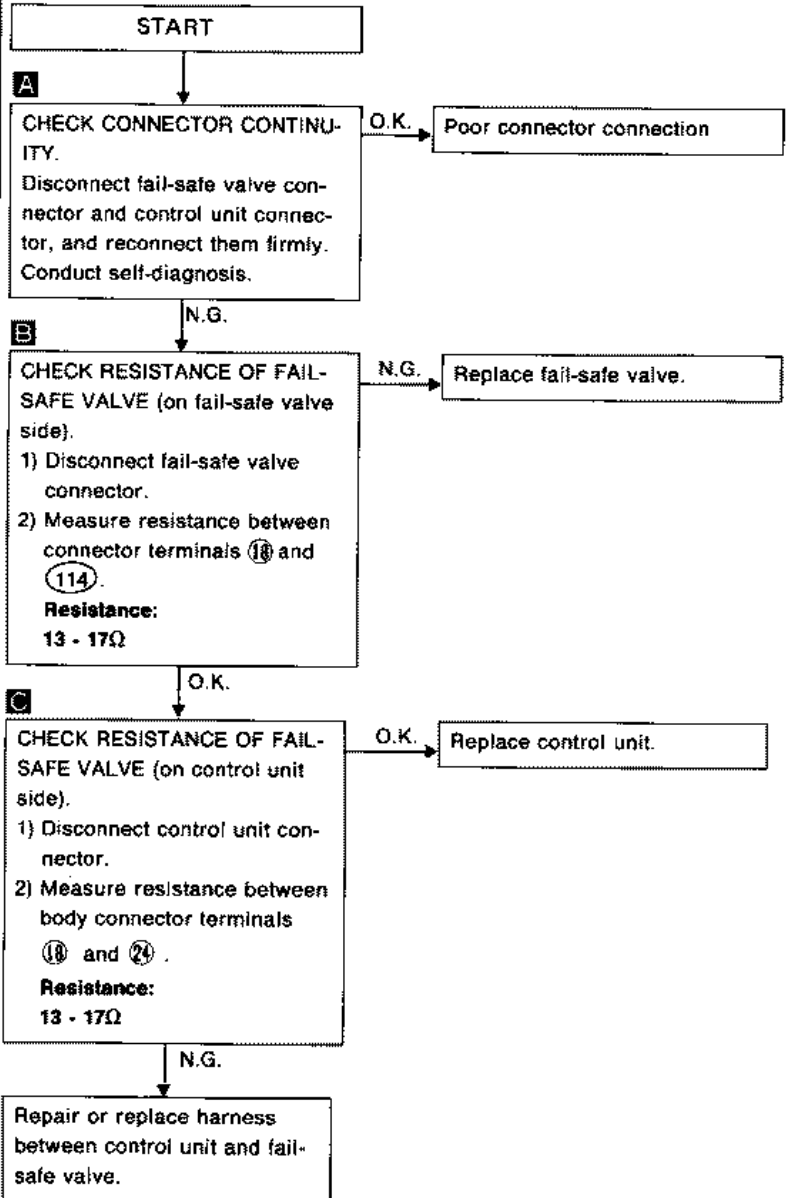 START
A
CHECK CONNECTOR CONTINU-
ITY.
Disconnect fail-safe valve con-
nector and control unit connec-
tor, and reconnect them firmly.
Conduct self-diagnosis.
O.K.
Poor connector connection
N.G.
B
CHECK RESISTANCE OF FAIL-
SAFE VALVE (on fail-safe valve
side).
1) Disconnect fail-safe valve
connector.
2) Measure resistance between
connector terminals 18 and
114.
Resistance:
13 - 17Ω
N.G.
Replace fail-safe valve.
O.K.
C
CHECK RESISTANCE OF FAIL-
SAFE VALVE (on control unit
side).
1) Disconnect control unit con-
nector.
2) Measure resistance between
body connector terminals
18 and 24 .
Resistance:
13 - 17Ω
O.K.
Replace control unit.
N.G.
Repair or replace harness
between control unit and fail-
safe valve.